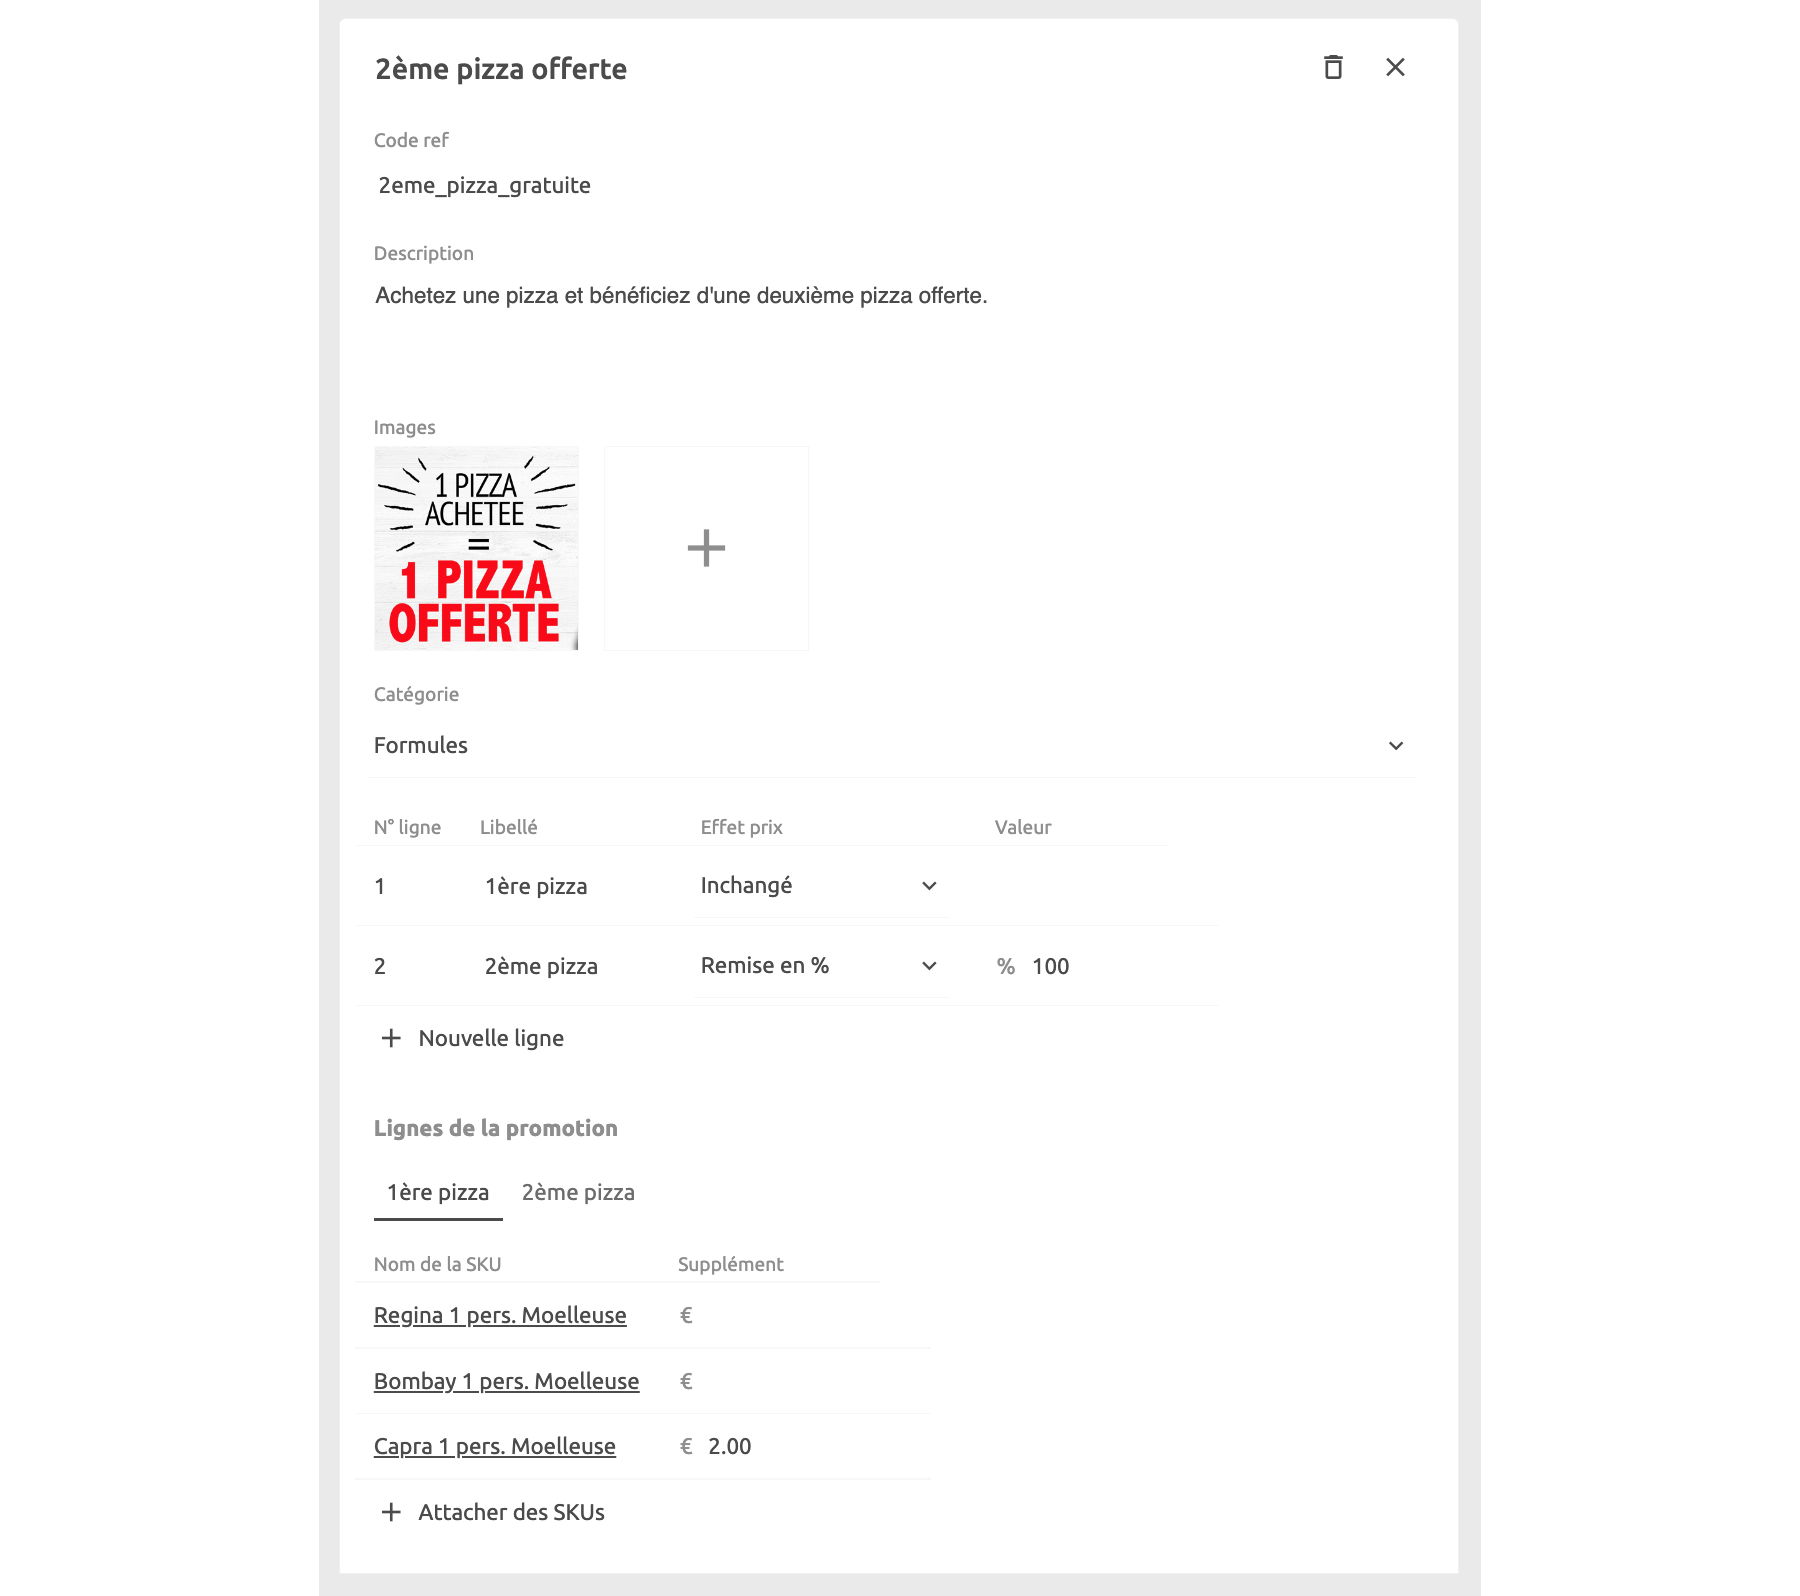 2ème pizza offerte
Code ref
2eme_pizza_gratuite
Description
Achetez une pizza et bénéficiez d'une deuxième pizza offerte.
Images
1 PIZZA
ACHETEE
=
1 PIZZA
OFFERTE
Catégorie
Formules
N° ligne Libellé Effet prix Valeur
1 1ère pizza Inchangé
2 2ème pizza Remise en % % 100
+ Nouvelle ligne
Lignes de la promotion
1ère pizza 2ème pizza
Nom de la SKU Supplément
Regina 1 pers. Moelleuse €
Bombay 1 pers. Moelleuse €
Capra 1 pers. Moelleuse € 2.00
+ Attacher des SKUs